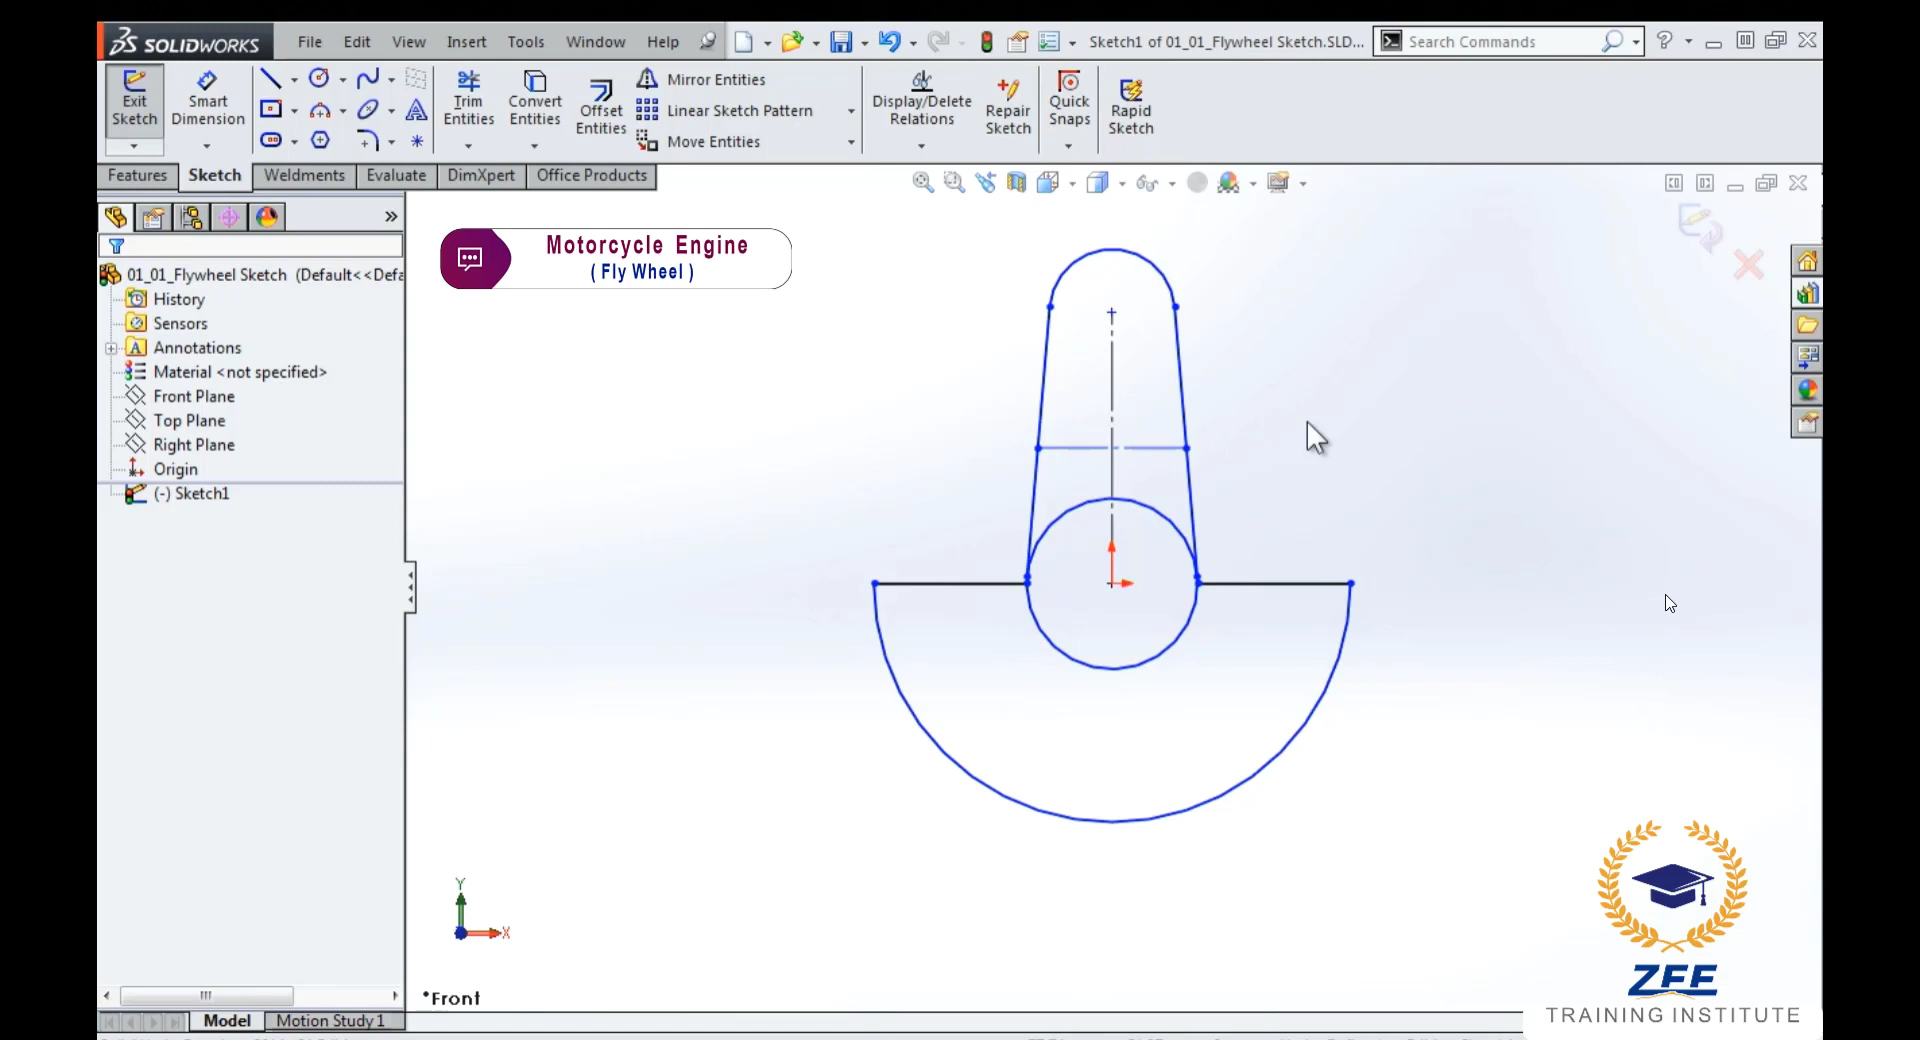 SOLIDWORKS File Edit View Insert Tools Window Help Sketch1 of 01_01_Flywheel Sketch.SLD... Search Commands
Exit Sketch
Smart Dimension
Trim Entities
Convert Entities
Offset Entities
Mirror Entities
Linear Sketch Pattern
Move Entities
Display/Delete Relations
Repair Sketch
Quick Snaps
Rapid Sketch
Features Sketch Weldments Evaluate DimXpert Office Products
01_01_Flywheel Sketch (Default<<Defa
History
Sensors
Annotations
Material <not specified>
Front Plane
Top Plane
Right Plane
Origin
(-) Sketch1
Motorcycle Engine
( Fly Wheel )
Y
X
*Front
Model Motion Study 1
ZFE
TRAINING INSTITUTE